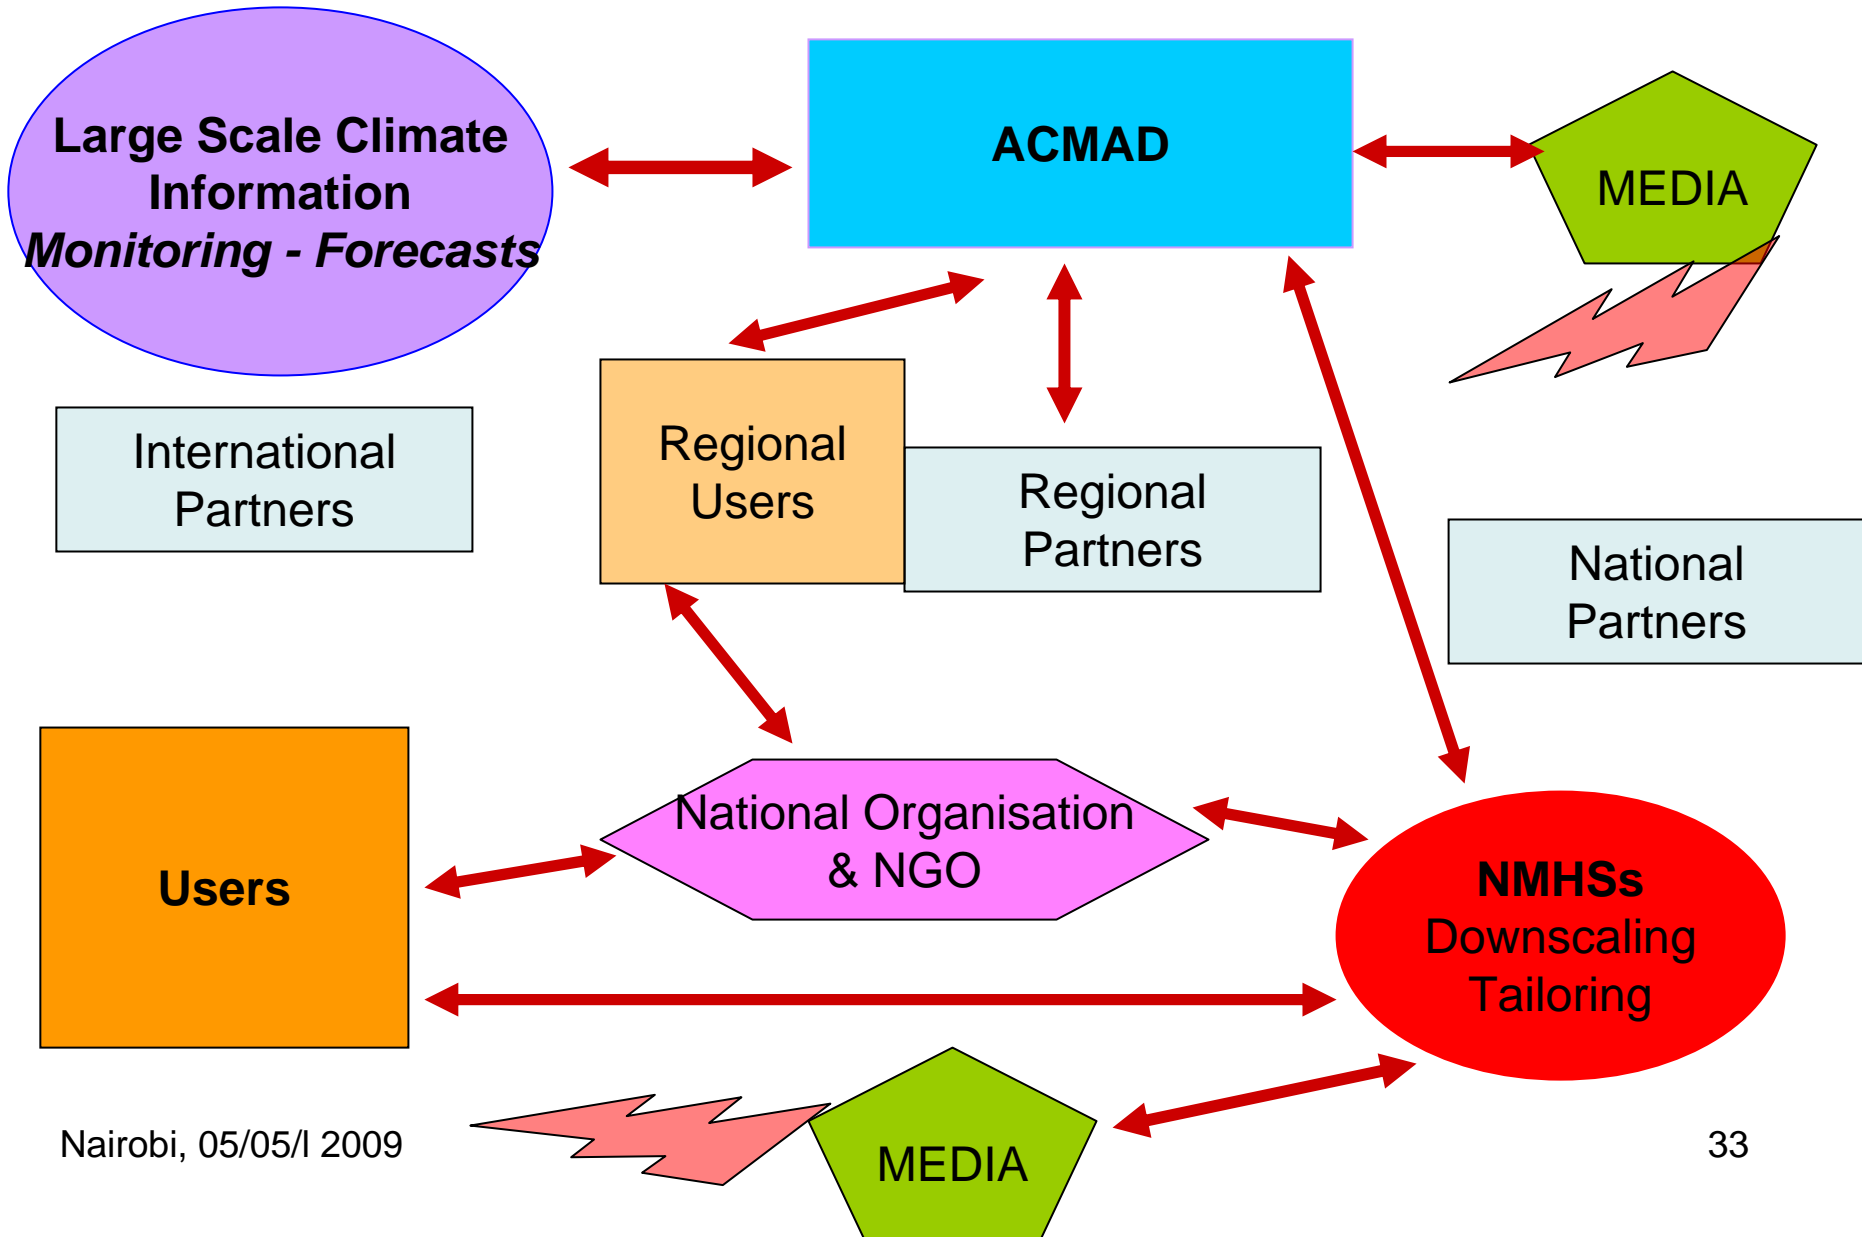 Large Scale Climate
Information
Monitoring - Forecasts
ACMAD
MEDIA
International
Partners
Regional
Users
Regional
Partners
National
Partners
Users
National Organisation
& NGO
NMHSs
Downscaling
Tailoring
MEDIA
Nairobi, 05/05/l 2009
33